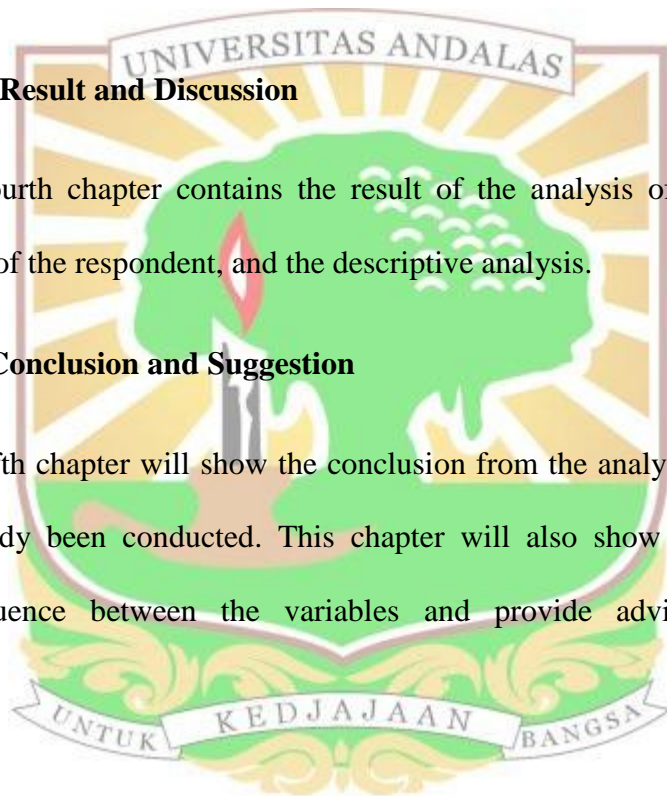 UNIVERSITAS ANDALAS
Result and Discussion
urth chapter contains the result of the analysis
of the respondent, and the descriptive analysis.
Conclusion and Suggestion
fth chapter will show the conclusion from the analy
dy been conducted. This chapter will also show
uence between the variables and provide advi
UNTUK KEDJAJAAN BANGSA